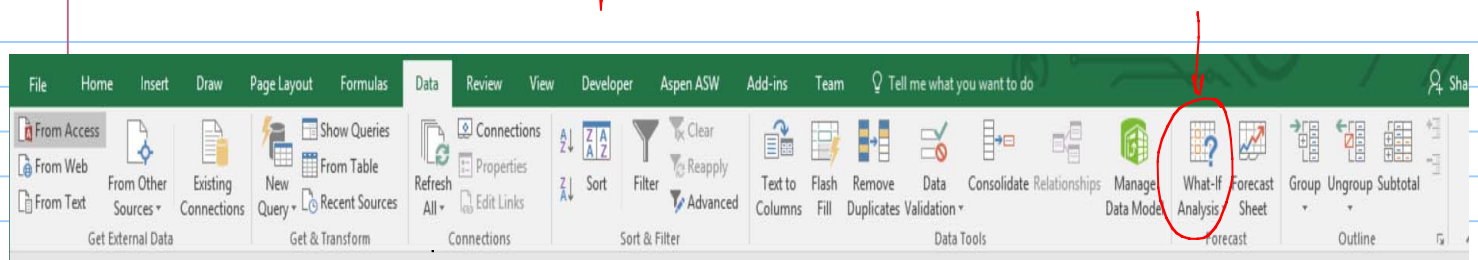 File Home Insert Draw Page Layout Formulas Data Review View Developer Aspen ASW Add-ins Team Tell me what you want to do Sha
From Access
From Web
From Text
From Other
Sources
Existing
Connections
Get External Data
New
Query
Show Queries
From Table
Recent Sources
Get & Transform
Refresh
All
Connections
Properties
Edit Links
Connections
Sort
Filter
Clear
Reapply
Advanced
Sort & Filter
Text to
Columns
Flash
Fill
Remove
Duplicates
Data
Validation
Consolidate
Relationships
Manage
Data Model
Data Tools
What-If
Analysis
Forecast
Sheet
Forecast
Group
Ungroup
Subtotal
Outline